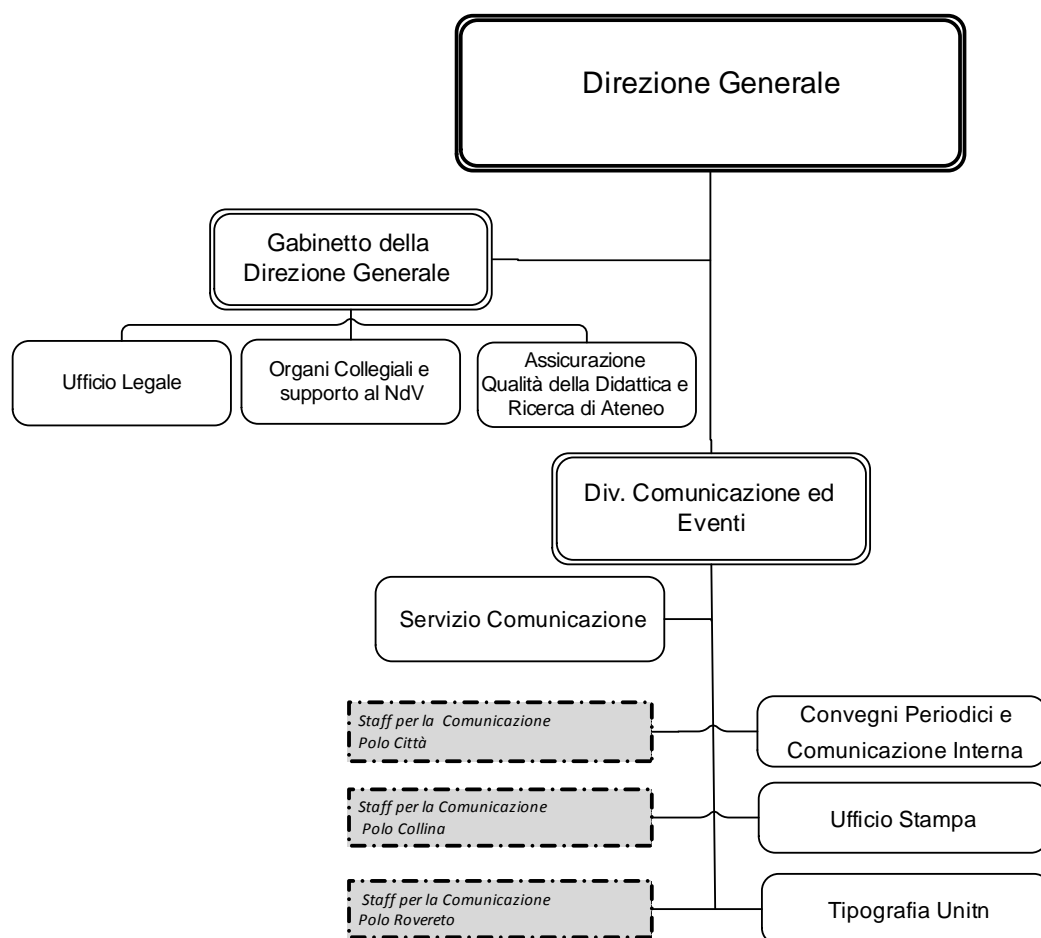 Direzione Generale
Gabinetto della
Direzione Generale
Ufficio Legale
Organi Collegiali e
supporto al NdV
Assicurazione
Qualità della Didattica e
Ricerca di Ateneo
Div. Comunicazione ed
Eventi
Servizio Comunicazione
Staff per la Comunicazione
Polo Città
Convegni Periodici e
Comunicazione Interna
Staff per la Comunicazione
Polo Collina
Ufficio Stampa
Staff per la Comunicazione
Polo Rovereto
Tipografia Unitn